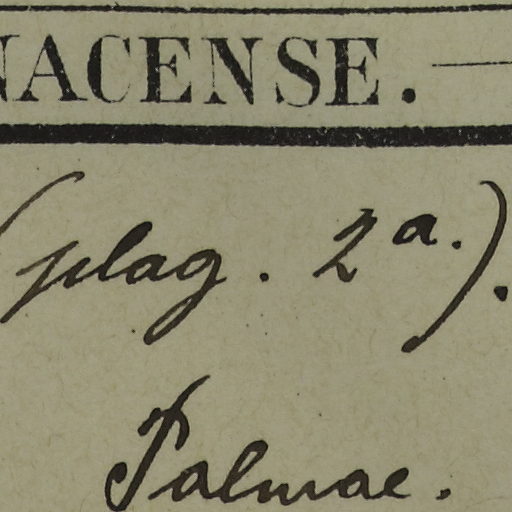 NACENSE.
(plag. 2a.).
Palmae.